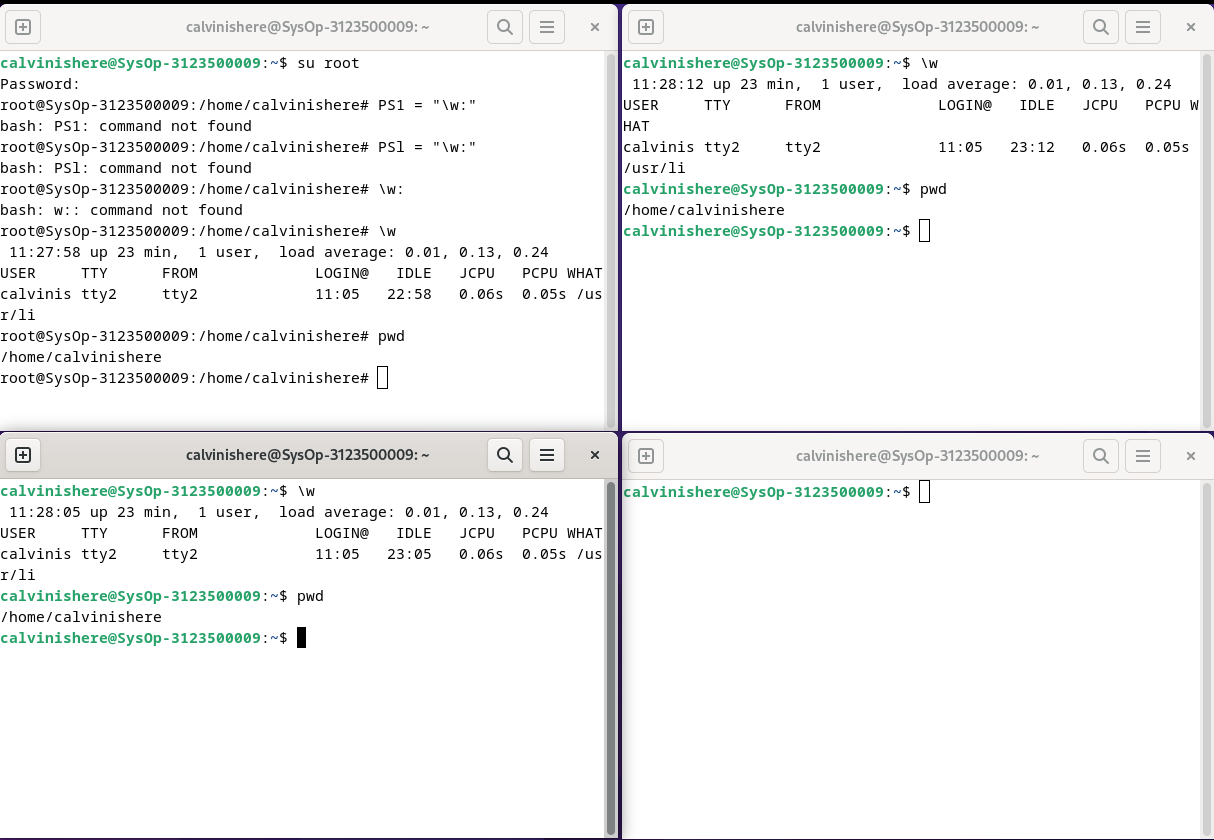 calvinishere@SysOp-3123500009: ~
calvinishere@SysOp-3123500009:~$ su root
Password:
root@SysOp-3123500009:/home/calvinishere# PS1 = "\w:"
bash: PS1: command not found
root@SysOp-3123500009:/home/calvinishere# PSl = "\w:"
bash: PSl: command not found
root@SysOp-3123500009:/home/calvinishere# \w:
bash: w:: command not found
root@SysOp-3123500009:/home/calvinishere# \w
 11:27:58 up 23 min,  1 user,  load average: 0.01, 0.13, 0.24
USER     TTY      FROM             LOGIN@   IDLE   JCPU   PCPU WHAT
calvinis tty2     tty2             11:05   22:58   0.06s  0.05s /us
r/li
root@SysOp-3123500009:/home/calvinishere# pwd
/home/calvinishere
root@SysOp-3123500009:/home/calvinishere#
calvinishere@SysOp-3123500009: ~
calvinishere@SysOp-3123500009:~$ \w
 11:28:12 up 23 min,  1 user,  load average: 0.01, 0.13, 0.24
USER     TTY      FROM             LOGIN@   IDLE   JCPU   PCPU W
HAT
calvinis tty2     tty2             11:05   23:12   0.06s  0.05s
/usr/li
calvinishere@SysOp-3123500009:~$ pwd
/home/calvinishere
calvinishere@SysOp-3123500009:~$
calvinishere@SysOp-3123500009: ~
calvinishere@SysOp-3123500009:~$ \w
 11:28:05 up 23 min,  1 user,  load average: 0.01, 0.13, 0.24
USER     TTY      FROM             LOGIN@   IDLE   JCPU   PCPU WHAT
calvinis tty2     tty2             11:05   23:05   0.06s  0.05s /us
r/li
calvinishere@SysOp-3123500009:~$ pwd
/home/calvinishere
calvinishere@SysOp-3123500009:~$
calvinishere@SysOp-3123500009: ~
calvinishere@SysOp-3123500009:~$